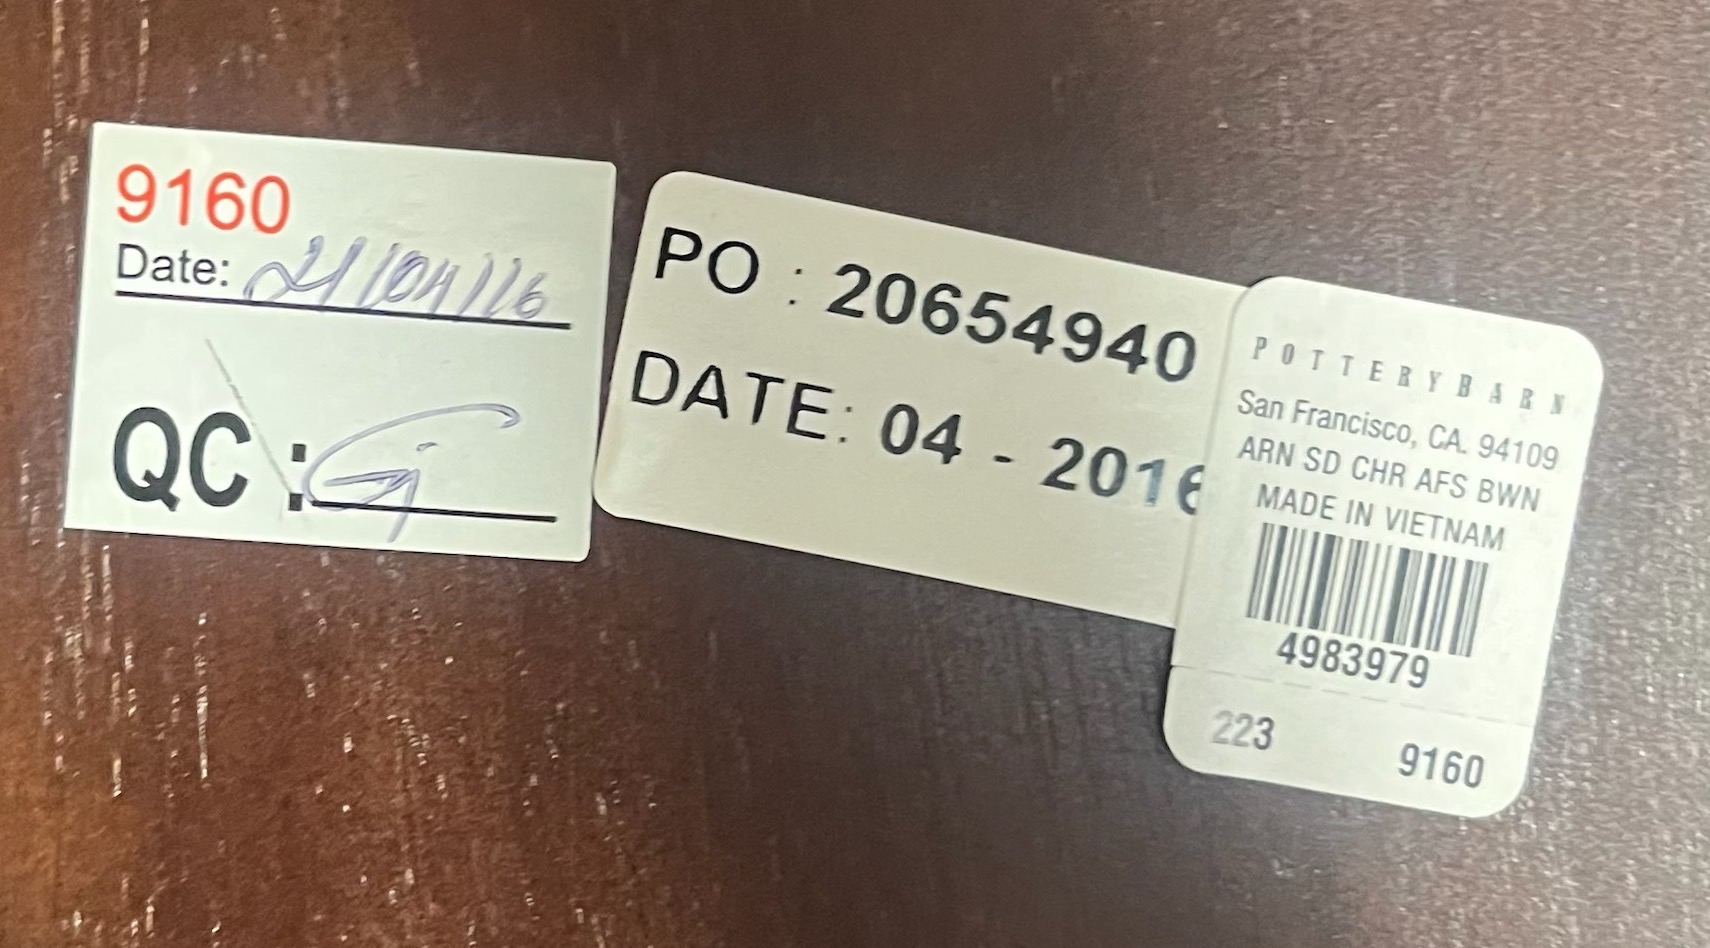 9160
Date: 21/04/16
QC :
PO : 20654940
DATE: 04 - 2016
POTTERYBARN
San Francisco, CA. 94109
ARN SD CHR AFS BWN
MADE IN VIETNAM
4983979
223 9160